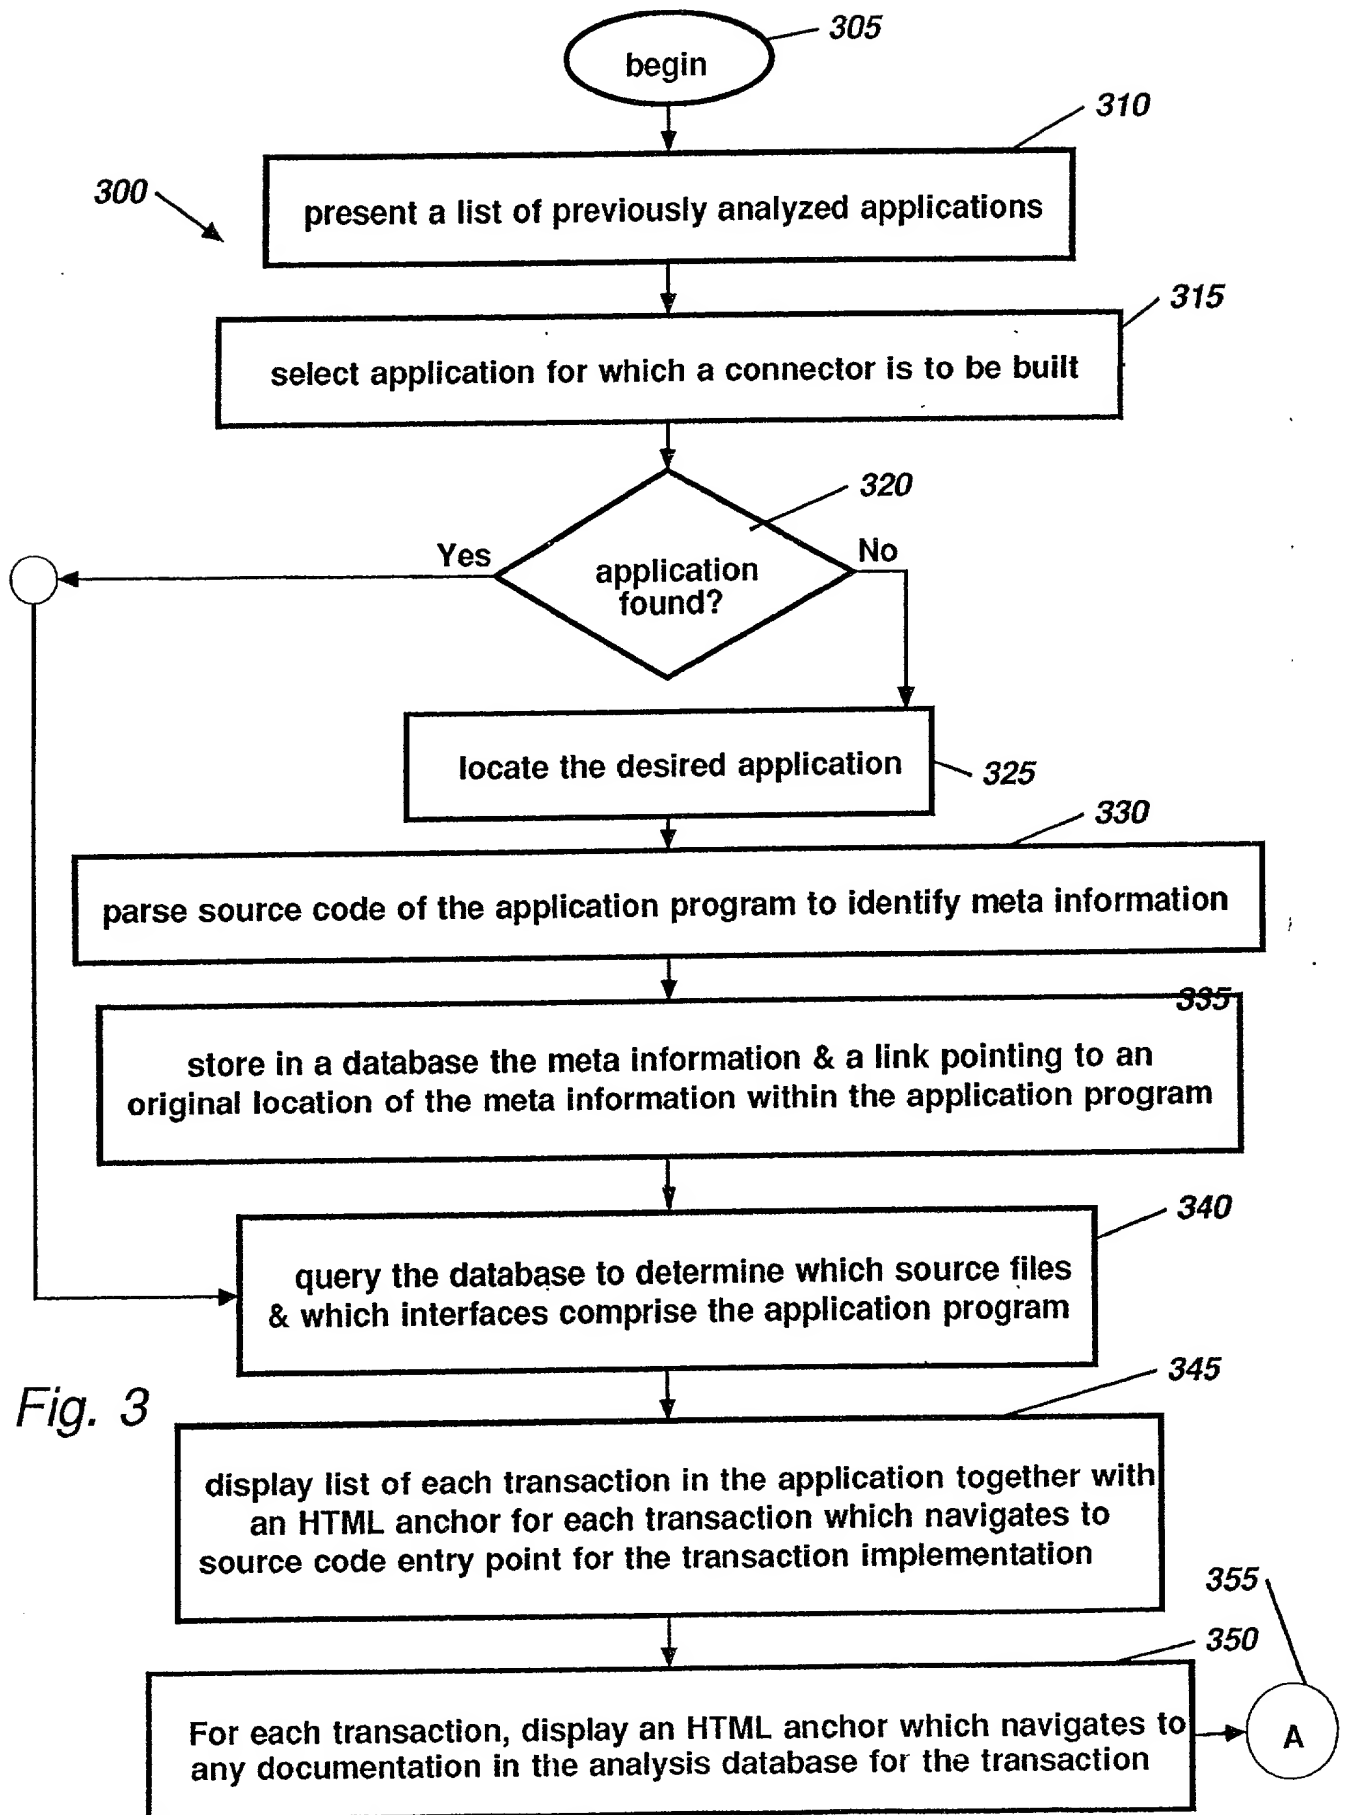 305
begin
310
300
present a list of previously analyzed applications
315
select application for which a connector is to be built
320
Yes
No
application
found?
locate the desired application
325
330
parse source code of the application program to identify meta information
335
store in a database the meta information & a link pointing to an
original location of the meta information within the application program
340
query the database to determine which source files
& which interfaces comprise the application program
345
Fig. 3
display list of each transaction in the application together with
an HTML anchor for each transaction which navigates to
source code entry point for the transaction implementation
355
350
For each transaction, display an HTML anchor which navigates to
any documentation in the analysis database for the transaction
A